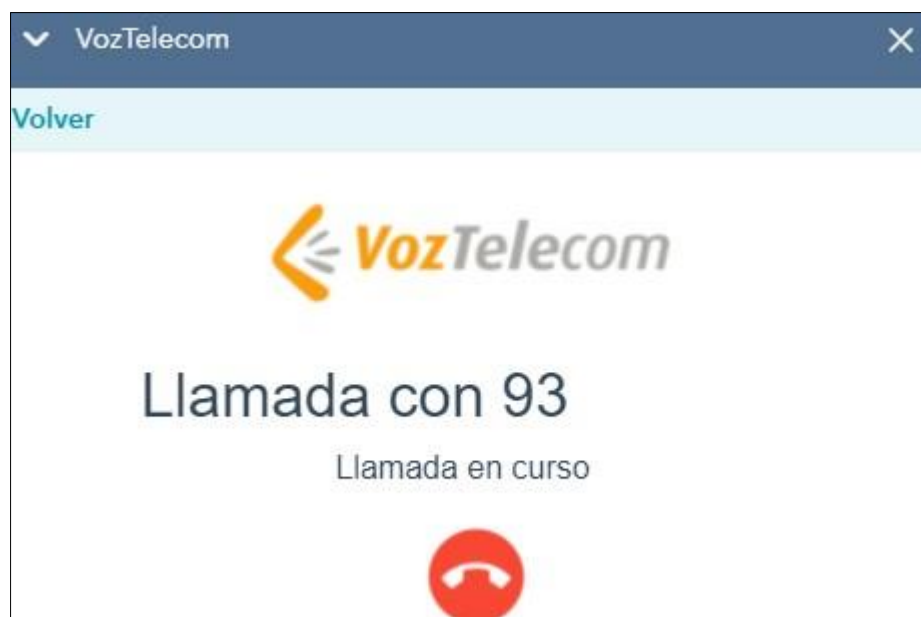 VozTelecom
Volver
VozTelecom
Llamada con 93
Llamada en curso